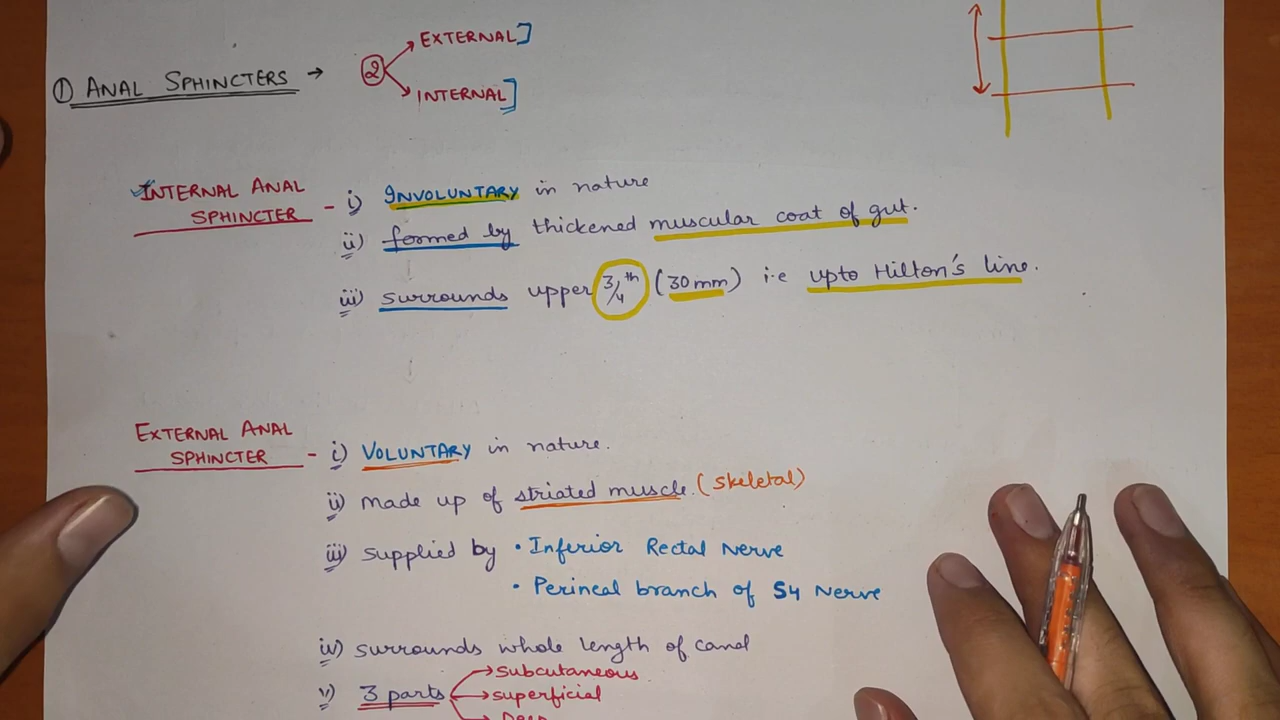 ① ANAL SPHINCTERS → ② EXTERNAL]
INTERNAL]
INTERNAL ANAL SPHINCTER - i) INVOLUNTARY in nature
ii) formed by thickened muscular coat of gut.
iii) surrounds upper 3/4th (30mm) i.e upto Hilton's line.
EXTERNAL ANAL SPHINCTER - i) VOLUNTARY in nature.
ii) made up of striated muscle. (skeletal)
iii) supplied by • Inferior Rectal Nerve
• Perineal branch of S4 Nerve
iv) surrounds whole length of canal
v) 3 parts → subcutaneous
→ superficial
Deep